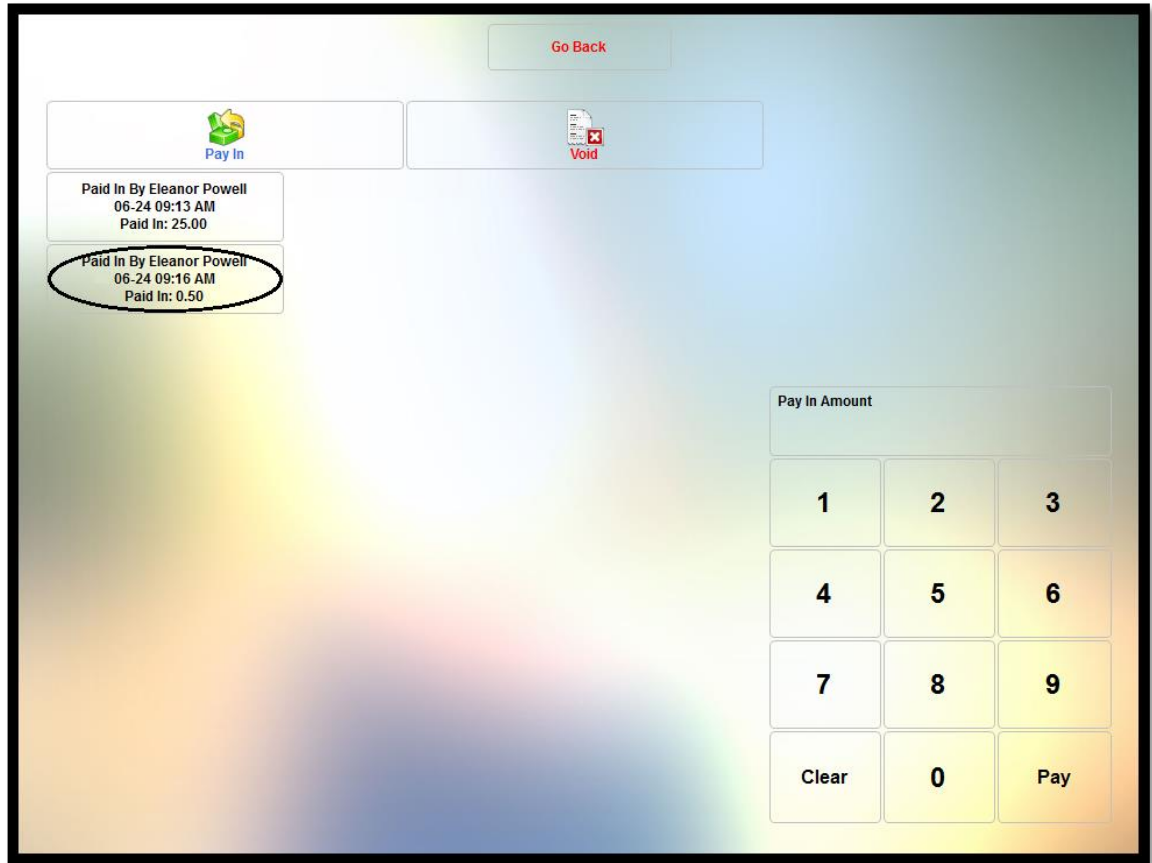 Go Back
Pay In
Void
Paid In By Eleanor Powell
06-24 09:13 AM
Paid In: 25.00
Paid In By Eleanor Powell
06-24 09:16 AM
Paid In: 0.50
Pay In Amount
1 2 3
4 5 6
7 8 9
Clear 0 Pay